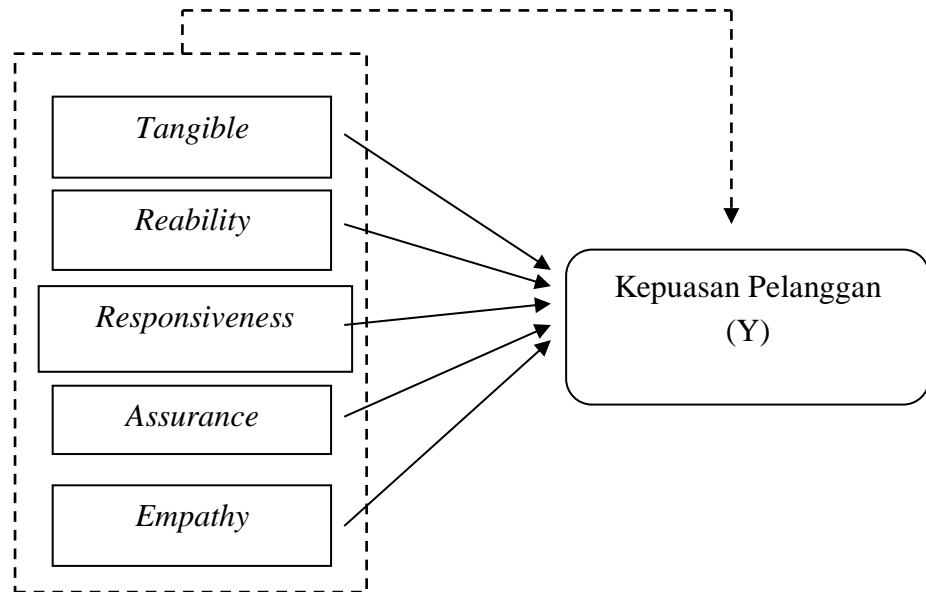 Tangible
Reability
Responsiveness
Assurance
Empathy
Kepuasan Pelanggan
(Y)